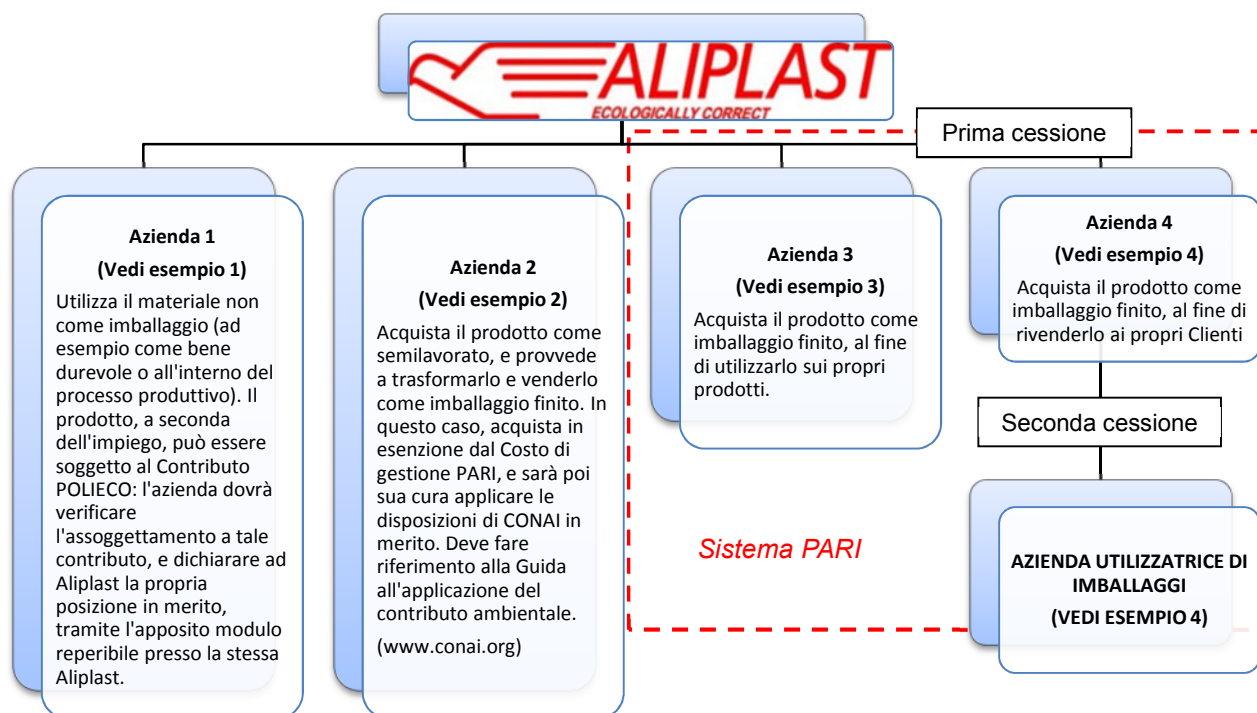 ALIPLAST
ECOLOGICALLY CORRECT
Prima cessione
Azienda 1
(Vedi esempio 1)
Utilizza il materiale non
come imballaggio (ad
esempio come bene
durevole o all'interno del
processo produttivo). Il
prodotto, a seconda
dell'impiego, può essere
soggetto al Contributo
POLIECO: l'azienda dovrà
verificare
l'assoggettamento a tale
contributo, e dichiarare ad
Aliplast la propria
posizione in merito,
tramite l'apposito modulo
reperibile presso la stessa
Aliplast.
Azienda 2
(Vedi esempio 2)
Acquista il prodotto come
semilavorato, e provvede
a trasformarlo e venderlo
come imballaggio finito. In
questo caso, acquista in
esenzione dal Costo di
gestione PARI, e sarà poi
sua cura applicare le
disposizioni di CONAI in
merito. Deve fare
riferimento alla Guida
all'applicazione del
contributo ambientale.
(www.conai.org)
Azienda 3
(Vedi esempio 3)
Acquista il prodotto come
imballaggio finito, al fine
di utilizzarlo sui propri
prodotti.
Azienda 4
(Vedi esempio 4)
Acquista il prodotto come
imballaggio finito, al fine di
rivenderlo ai propri Clienti
Seconda cessione
Sistema PARI
AZIENDA UTILIZZATRICE DI
IMBALLAGGI
(VEDI ESEMPIO 4)